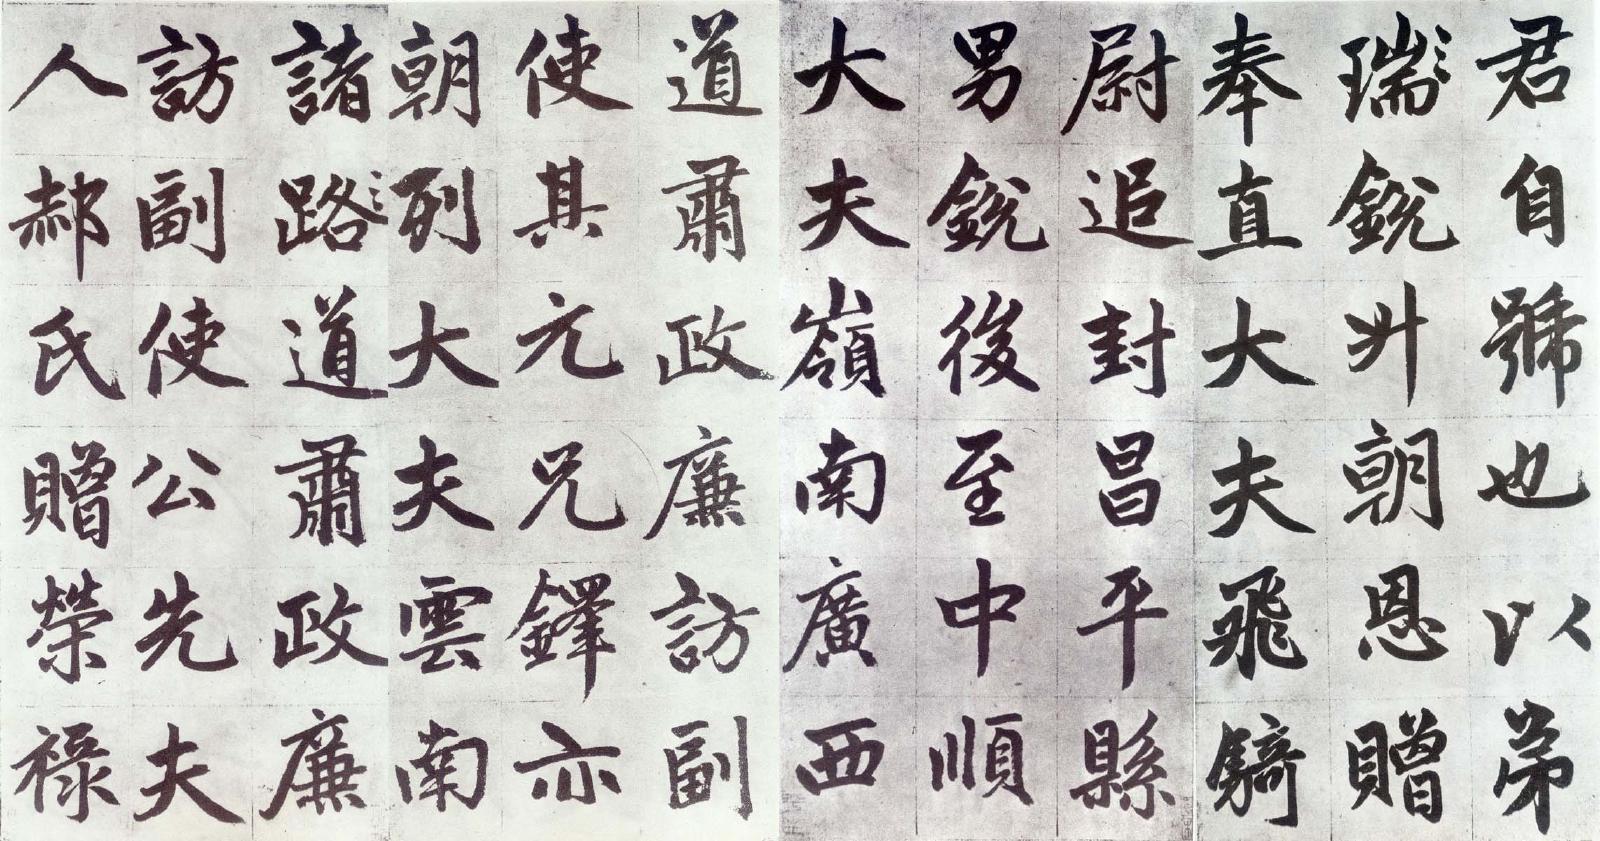 君自號也以弟
瑞銳升朝恩贈
奉直大夫飛騎
尉追封昌平縣
男銳後至中順
大夫嶺南廣西
道肅政廉訪副
使其元兄鐸亦
朝列大夫雲南
諸路道肅政廉
訪副使公先夫
人郝氏贈榮祿